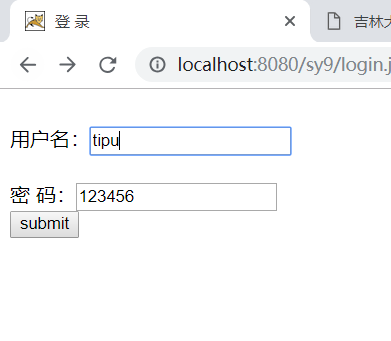 登 录
吉林大
localhost:8080/sy9/login.j
用户名：tipu
密 码：123456
submit